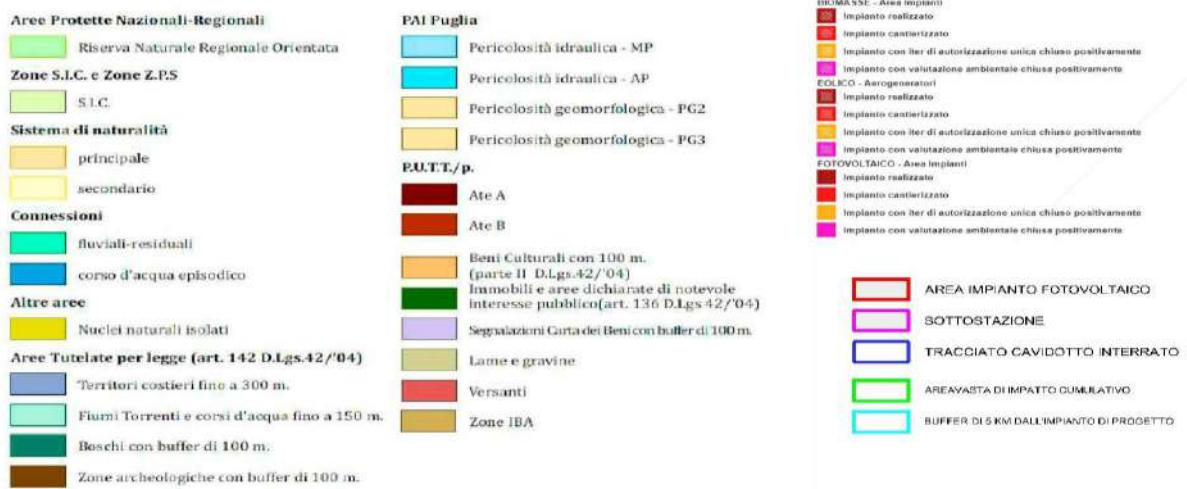 Aree Protette Nazionali-Regionali
Riserva Naturale Regionale Orientata
Zone S.I.C. e Zone Z.P.S
S.I.C.
Sistema di naturalità
principale
secondario
Connessioni
fluviali-residuali
corso d'acqua episodico
Altre aree
Nuclei naturali isolati
Aree Tutelate per legge (art. 142 D.Lgs.42/'04)
Territori costieri fino a 300 m.
Fiumi Torrenti e corsi d'acqua fino a 150 m.
Boschi con buffer di 100 m.
Zone archeologiche con buffer di 100 m.
PAI Puglia
Pericolosità idraulica - MP
Pericolosità idraulica - AP
Pericolosità geomorfologica - PG2
Pericolosità geomorfologica - PG3
P.U.T.T./p.
Ate A
Ate B
Beni Culturali con 100 m.
(parte II D.Lgs.42/'04)
Immobili e aree dichiarate di notevole
interesse pubblico(art. 136 D.Lgs 42/'04)
Segnalazioni Carta dei Beni con buffer di 100 m.
Lame e gravine
Versanti
Zone IBA
BIOMASSE - Area Impianti
Impianto realizzato
Impianto cantierizzato
Impianto con iter di autorizzazione unica chiuso positivamente
Impianto con valutazione ambientale chiusa positivamente
EOLICO - Aerogeneratori
Impianto realizzato
Impianto cantierizzato
Impianto con iter di autorizzazione unica chiuso positivamente
Impianto con valutazione ambientale chiusa positivamente
FOTOVOLTAICO - Area Impianti
Impianto realizzato
Impianto cantierizzato
Impianto con iter di autorizzazione unica chiuso positivamente
Impianto con valutazione ambientale chiusa positivamente
AREA IMPIANTO FOTOVOLTAICO
SOTTOSTAZIONE
TRACCIATO CAVIDOTTO INTERRATO
AREAVASTA DI IMPATTO CUMULATIVO
BUFFER DI 5 KM DALL'IMPIANTO DI PROGETTO